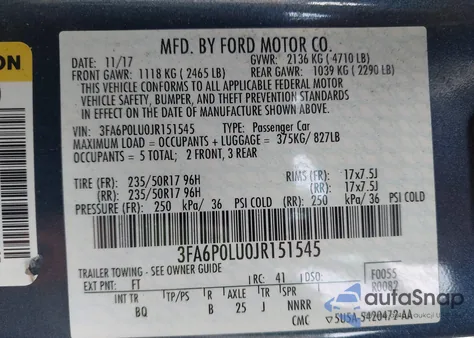 MFD. BY FORD MOTOR CO.
DATE: 11/17 GVWR: 2136 KG (4710 LB)
FRONT GAWR: 1118 KG (2465 LB) REAR GAWR: 1039 KG (2290 LB)
THIS VEHICLE CONFORMS TO ALL APPLICABLE FEDERAL MOTOR
VEHICLE SAFETY, BUMPER, AND THEFT PREVENTION STANDARDS IN
EFFECT ON THE DATE OF MANUFACTURE SHOWN ABOVE.
VIN: 3FA6P0LU0JR151545 TYPE: Passenger Car
MAXIMUM LOAD = OCCUPANTS + LUGGAGE = 375KG/ 827LB
OCCUPANTS = 5 TOTAL; 2 FRONT, 3 REAR
TIRE (FR): 235/50R17 96H RIMS (FR): 17x7.5J
(RR): 235/50R17 96H (RR): 17x7.5J
PRESSURE (FR): 250 kPa/ 36 PSI COLD (RR) 250 kPa/ 36 PSI COLD
3FA6P0LU0JR151545
TRAILER TOWING - SEE OWNER GUIDE
EXT PNT: FT RC: 41 DSO: F0055
R0082
INT TR TP/PS R AXLE TR SPR
BQ B 25 J NNRR
CMC 5U5A-5420472-AA
autoSnap
ON